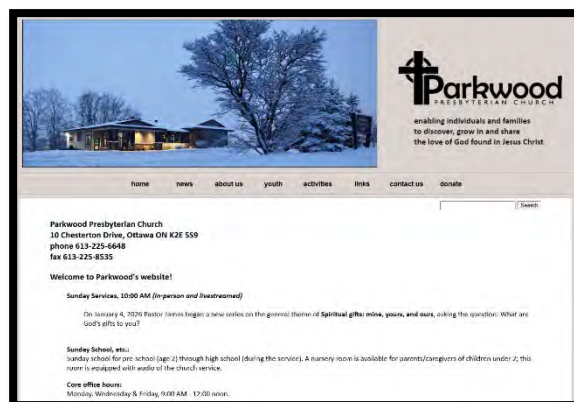 Parkwood
PRESBYTERIAN CHURCH
enabling individuals and families
to discover, grow in and share
the love of God found in Jesus Christ
home news about us youth activities links contact us donate
Search
Parkwood Presbyterian Church
10 Chesterton Drive, Ottawa ON K2E 5S9
phone 613-225-6648
fax 613-225-8535
Welcome to Parkwood's website!
Sunday Services, 10:00 AM (in-person and livestreamed)
On January 4, 2026 Pastor James began a new series on the general theme of Spiritual gifts: mine, yours, and ours, asking the question: What are
God's gifts to you?
Sunday School, etc.:
Sunday school for pre school (age 2) through high school (during the service). A nursery room is available for parents/caregivers of children under 2; this
room is equipped with audio of the church service.
Core office hours:
Monday, Wednesday & Friday, 9:00 AM - 12:00 noon.